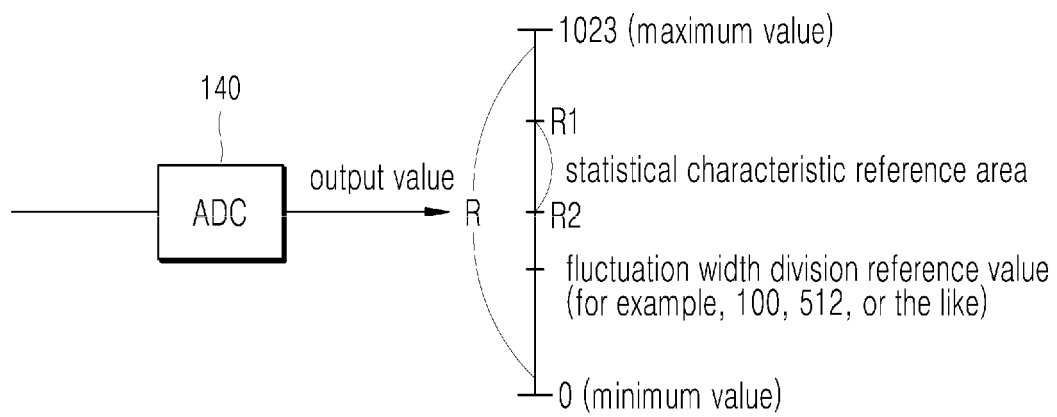 1023 (maximum value)
140
R1
output value
statistical characteristic reference area
ADC
R
R2
fluctuation width division reference value
(for example, 100, 512, or the like)
0 (minimum value)